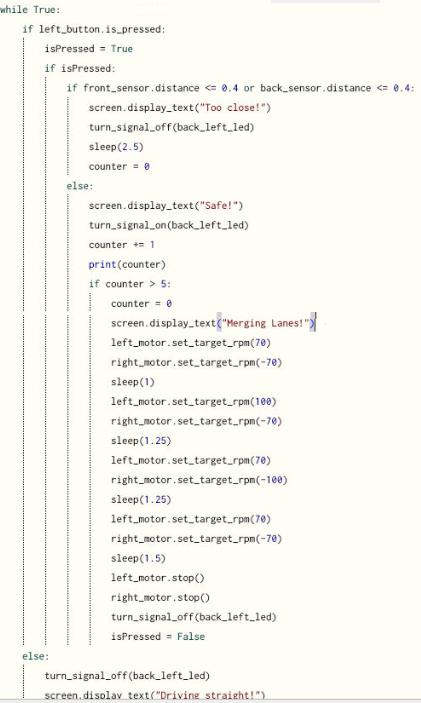 while True:
    if left_button.is_pressed:
        isPressed = True
        if isPressed:
            if front_sensor.distance <= 0.4 or back_sensor.distance <= 0.4:
                screen.display_text("Too close!")
                turn_signal_off(back_left_led)
                sleep(2.5)
                counter = 0
            else:
                screen.display_text("Safe!")
                turn_signal_on(back_left_led)
                counter += 1
                print(counter)
                if counter > 5:
                    counter = 0
                    screen.display_text("Merging Lanes!")
                    left_motor.set_target_rpm(70)
                    right_motor.set_target_rpm(-70)
                    sleep(1)
                    left_motor.set_target_rpm(100)
                    right_motor.set_target_rpm(-70)
                    sleep(1.25)
                    left_motor.set_target_rpm(70)
                    right_motor.set_target_rpm(-100)
                    sleep(1.25)
                    left_motor.set_target_rpm(70)
                    right_motor.set_target_rpm(-70)
                    sleep(1.5)
                    left_motor.stop()
                    right_motor.stop()
                    turn_signal_off(back_left_led)
                    isPressed = False
    else:
        turn_signal_off(back_left_led)
        screen.display_text("Driving straight!")